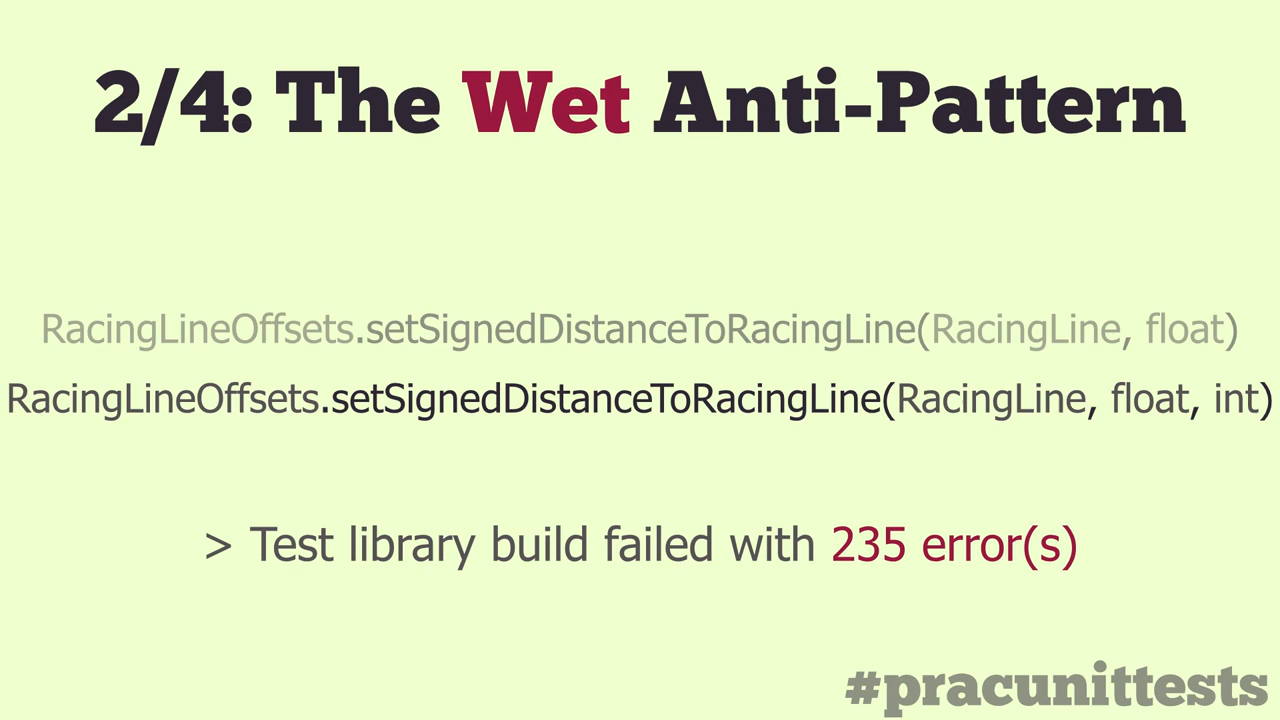 2/4: The Wet Anti-Pattern
RacingLineOffsets.setSignedDistanceToRacingLine(RacingLine, float)
RacingLineOffsets.setSignedDistanceToRacingLine(RacingLine, float, int)
> Test library build failed with 235 error(s)
#pracunittests